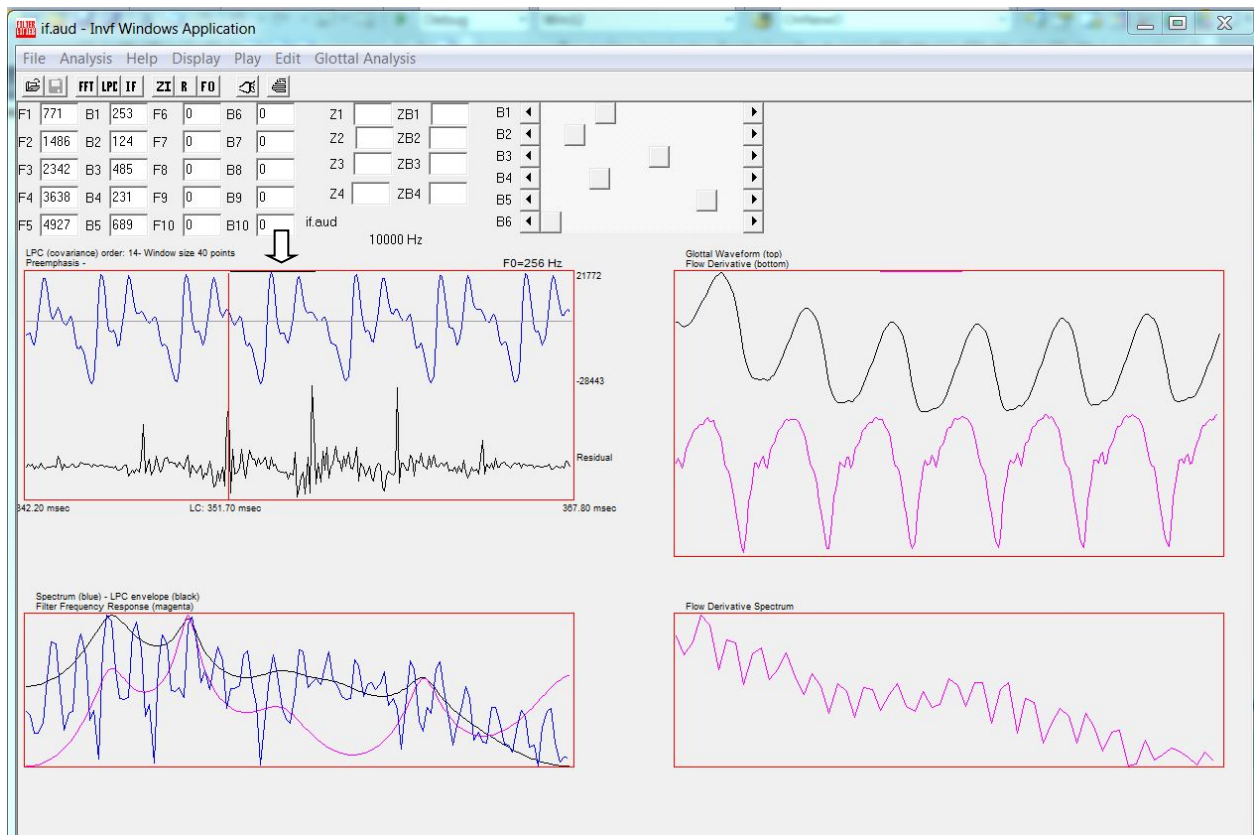 if.aud - Invf Windows Application
File Analysis Help Display Play Edit Glottal Analysis
FFT LPC IF ZI R F0
F1 771 B1 253 F6 0 B6 0 Z1 ZB1 B1
F2 1486 B2 124 F7 0 B7 0 Z2 ZB2 B2
F3 2342 B3 485 F8 0 B8 0 Z3 ZB3 B3
F4 3638 B4 231 F9 0 B9 0 Z4 ZB4 B4
F5 4927 B5 689 F10 0 B10 0 if.aud B5
B6
10000 Hz
LPC (covariance) order: 14- Window size 40 points
Preemphasis -
F0=256 Hz
21772
-28443
Residual
342.20 msec LC: 351.70 msec 367.80 msec
Glottal Waveform (top)
Flow Derivative (bottom)
Spectrum (blue) - LPC envelope (black)
Filter Frequency Response (magenta)
Flow Derivative Spectrum